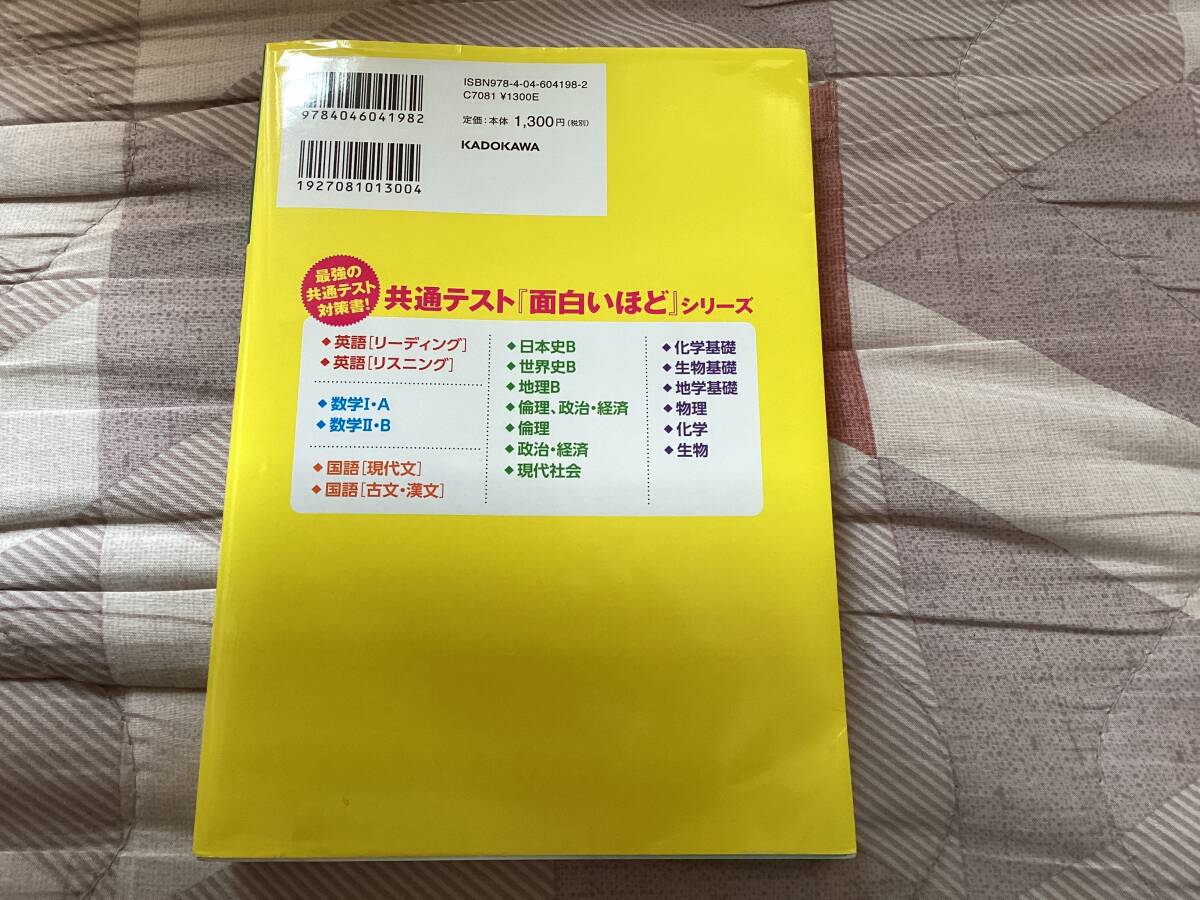 ISBN978-4-04-604198-2
C7081 ¥1300E
定価：本体 1,300円（税別）
KADOKAWA
9784046041982
1927081013004
最強の
共通テスト
対策書！
共通テスト『面白いほど』シリーズ
◆英語［リーディング］
◆英語［リスニング］
◆数学Ⅰ・A
◆数学Ⅱ・B
◆国語［現代文］
◆国語［古文・漢文］
◆日本史B
◆世界史B
◆地理B
◆倫理、政治・経済
◆倫理
◆政治・経済
◆現代社会
◆化学基礎
◆生物基礎
◆地学基礎
◆物理
◆化学
◆生物